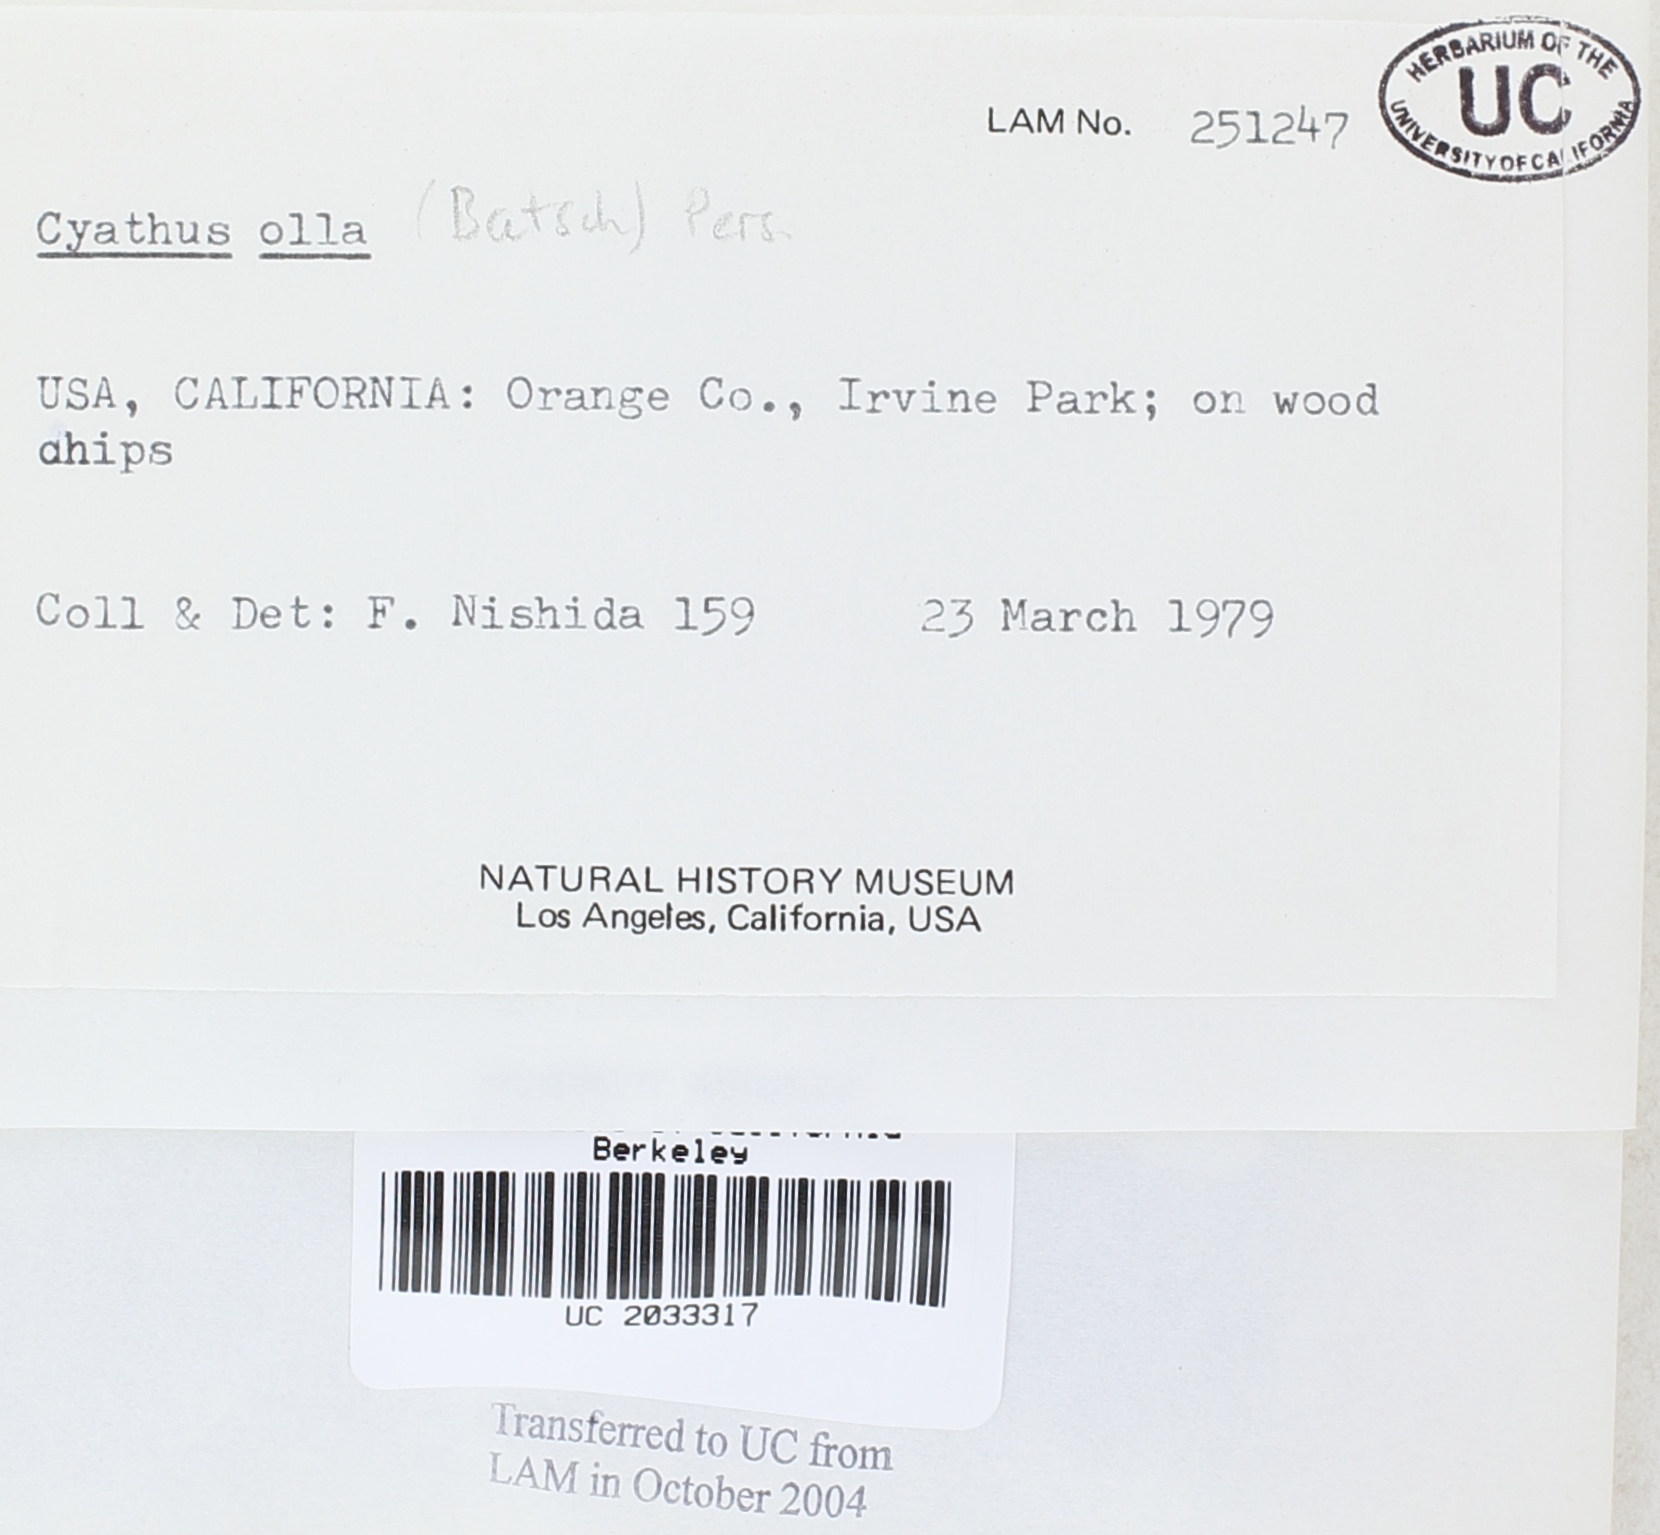 HERBARIUM OF THE
UC
UNIVERSITY OF CALIFORNIA
LAM No. 251247
Cyathus olla (Batsch) Pers.
USA, CALIFORNIA: Orange Co., Irvine Park; on wood
chips
Coll & Det: F. Nishida 159 23 March 1979
NATURAL HISTORY MUSEUM
Los Angeles, California, USA
Berkeley
UC 2033317
Transferred to UC from
LAM in October 2004